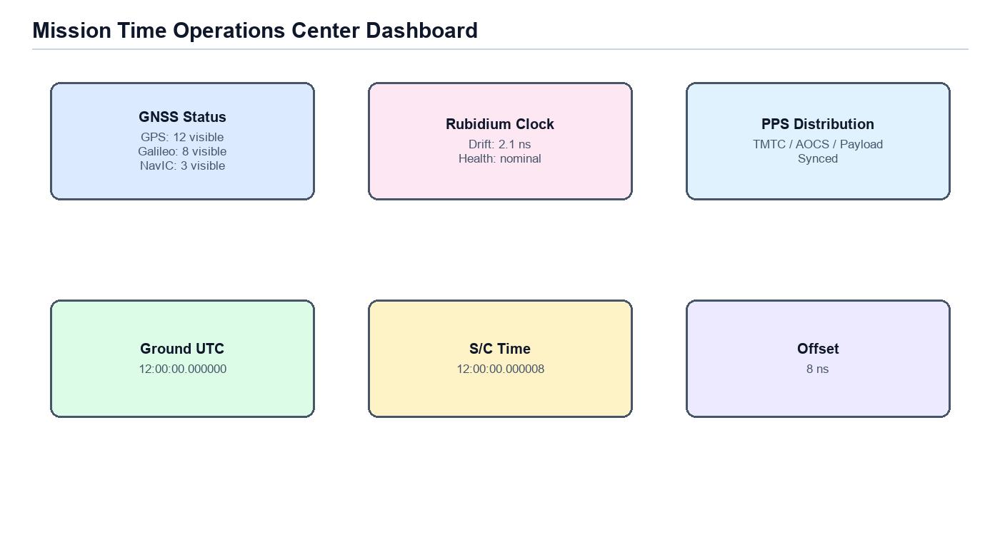 Mission Time Operations Center Dashboard
GNSS Status
GPS: 12 visible
Galileo: 8 visible
NavIC: 3 visible
Rubidium Clock
Drift: 2.1 ns
Health: nominal
PPS Distribution
TMTC / AOCS / Payload
Synced
Ground UTC
12:00:00.000000
S/C Time
12:00:00.000008
Offset
8 ns